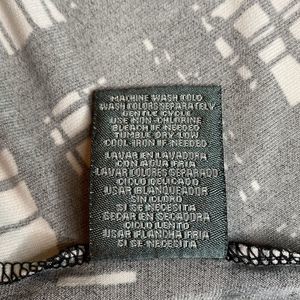 MACHINE WASH COLD
WASH COLORS SEPARATELY
GENTLE CYCLE
USE NON-CHLORINE
BLEACH IF NEEDED
TUMBLE DRY LOW
COOL IRON IF NEEDED
LAVAR EN LAVADORA
CON AGUA FRIA
LAVAR COLORES SEPARADO
CICLO DELICADO
USAR BLANQUEADOR
SIN CLORO
SI SE NECESITA
SECAR EN SECADORA
CICLO LENTO
USAR PLANCHA FRIA
SI SE NECESITA